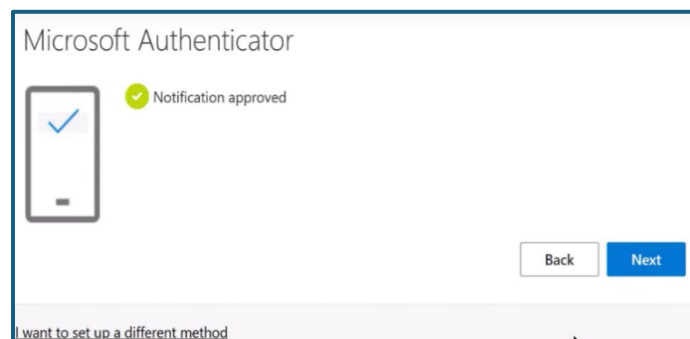 Microsoft Authenticator
Notification approved
Back
Next
I want to set up a different method